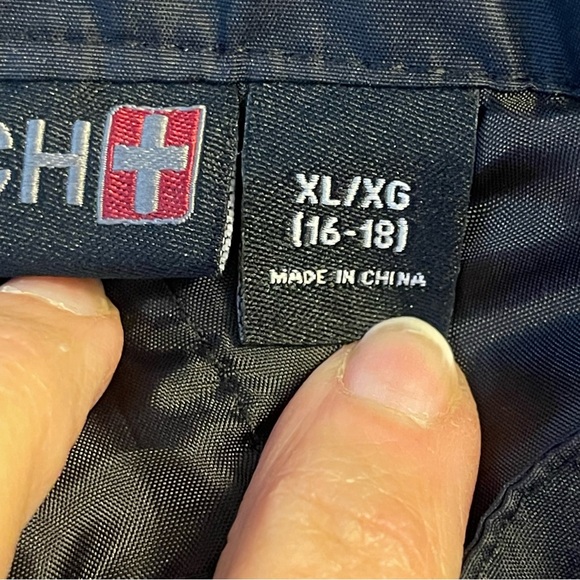 CH
XL/XG
(16-18)
MADE IN CHINA